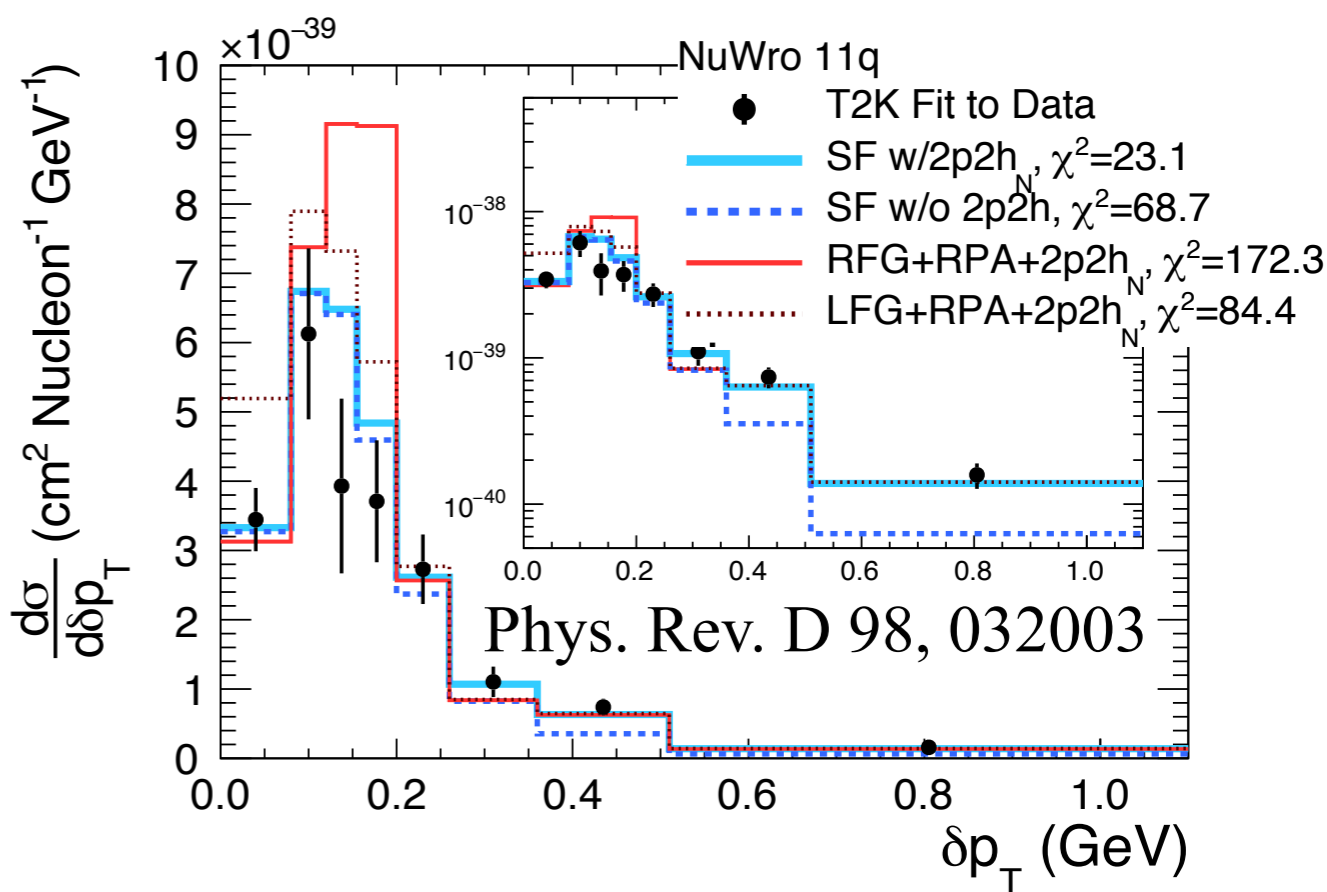 ×10⁻³⁹
dσ/dδp_T (cm² Nucleon⁻¹ GeV⁻¹)
10
9
8
7
6
5
4
3
2
1
0
NuWro 11q
T2K Fit to Data
SF w/2p2h_N, χ²=23.1
SF w/o 2p2h, χ²=68.7
RFG+RPA+2p2h_N, χ²=172.3
LFG+RPA+2p2h_N, χ²=84.4
10⁻³⁸
10⁻³⁹
10⁻⁴⁰
0.0 0.2 0.4 0.6 0.8 1.0
Phys. Rev. D 98, 032003
0.0 0.2 0.4 0.6 0.8 1.0
δp_T (GeV)